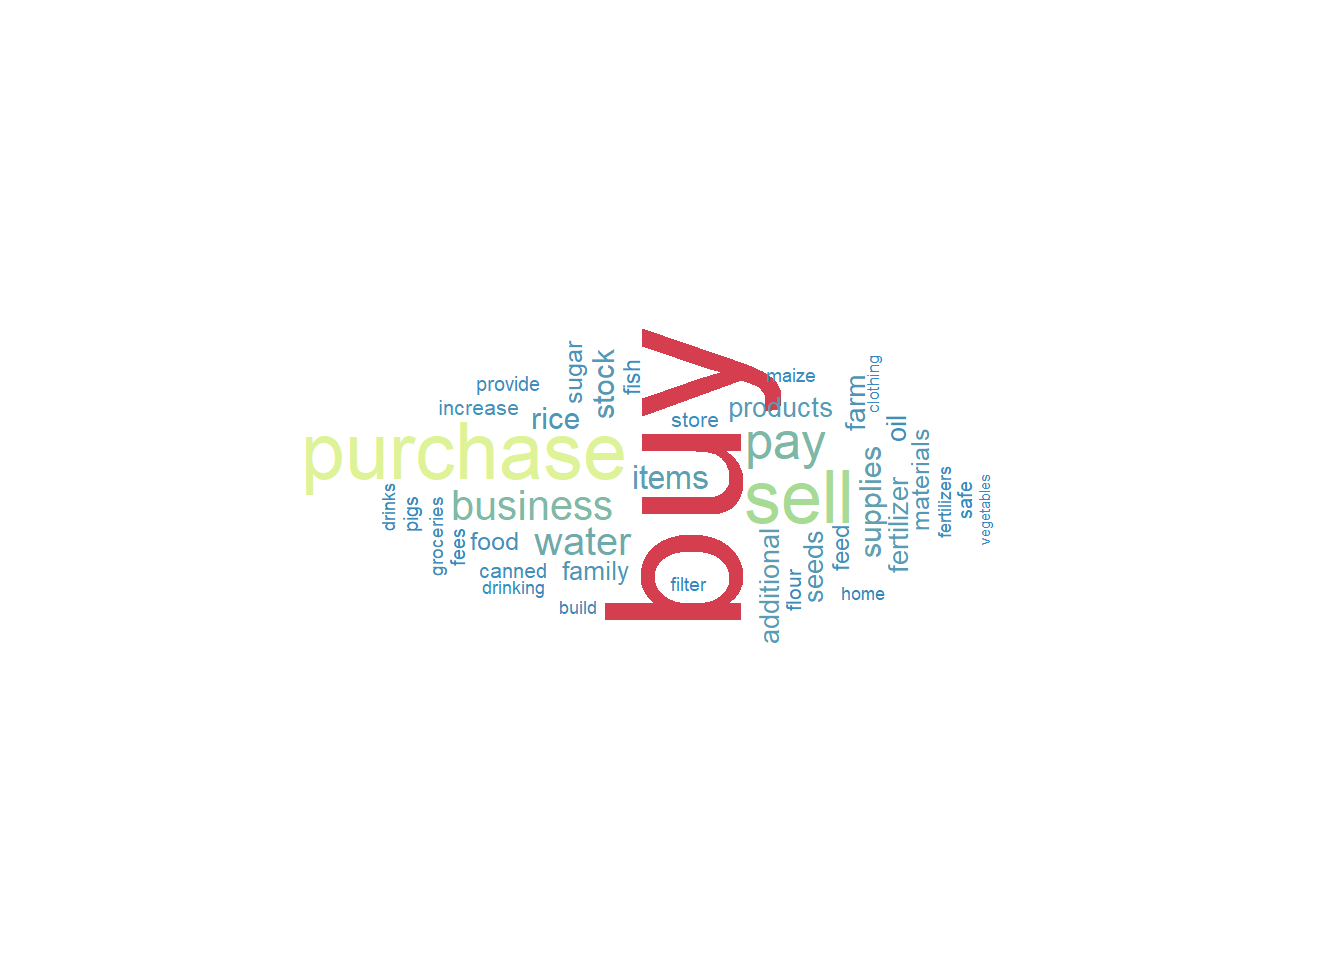 buy
purchase
sell
pay
business
water
items
provide
increase
rice
sugar
stock
fish
store
maize
products
farm
clothing
oil
supplies
fertilizer
materials
fertilizers
safe
vegetables
drinks
pigs
groceries
fees
food
canned
drinking
family
build
filter
additional
flour
seeds
feed
home